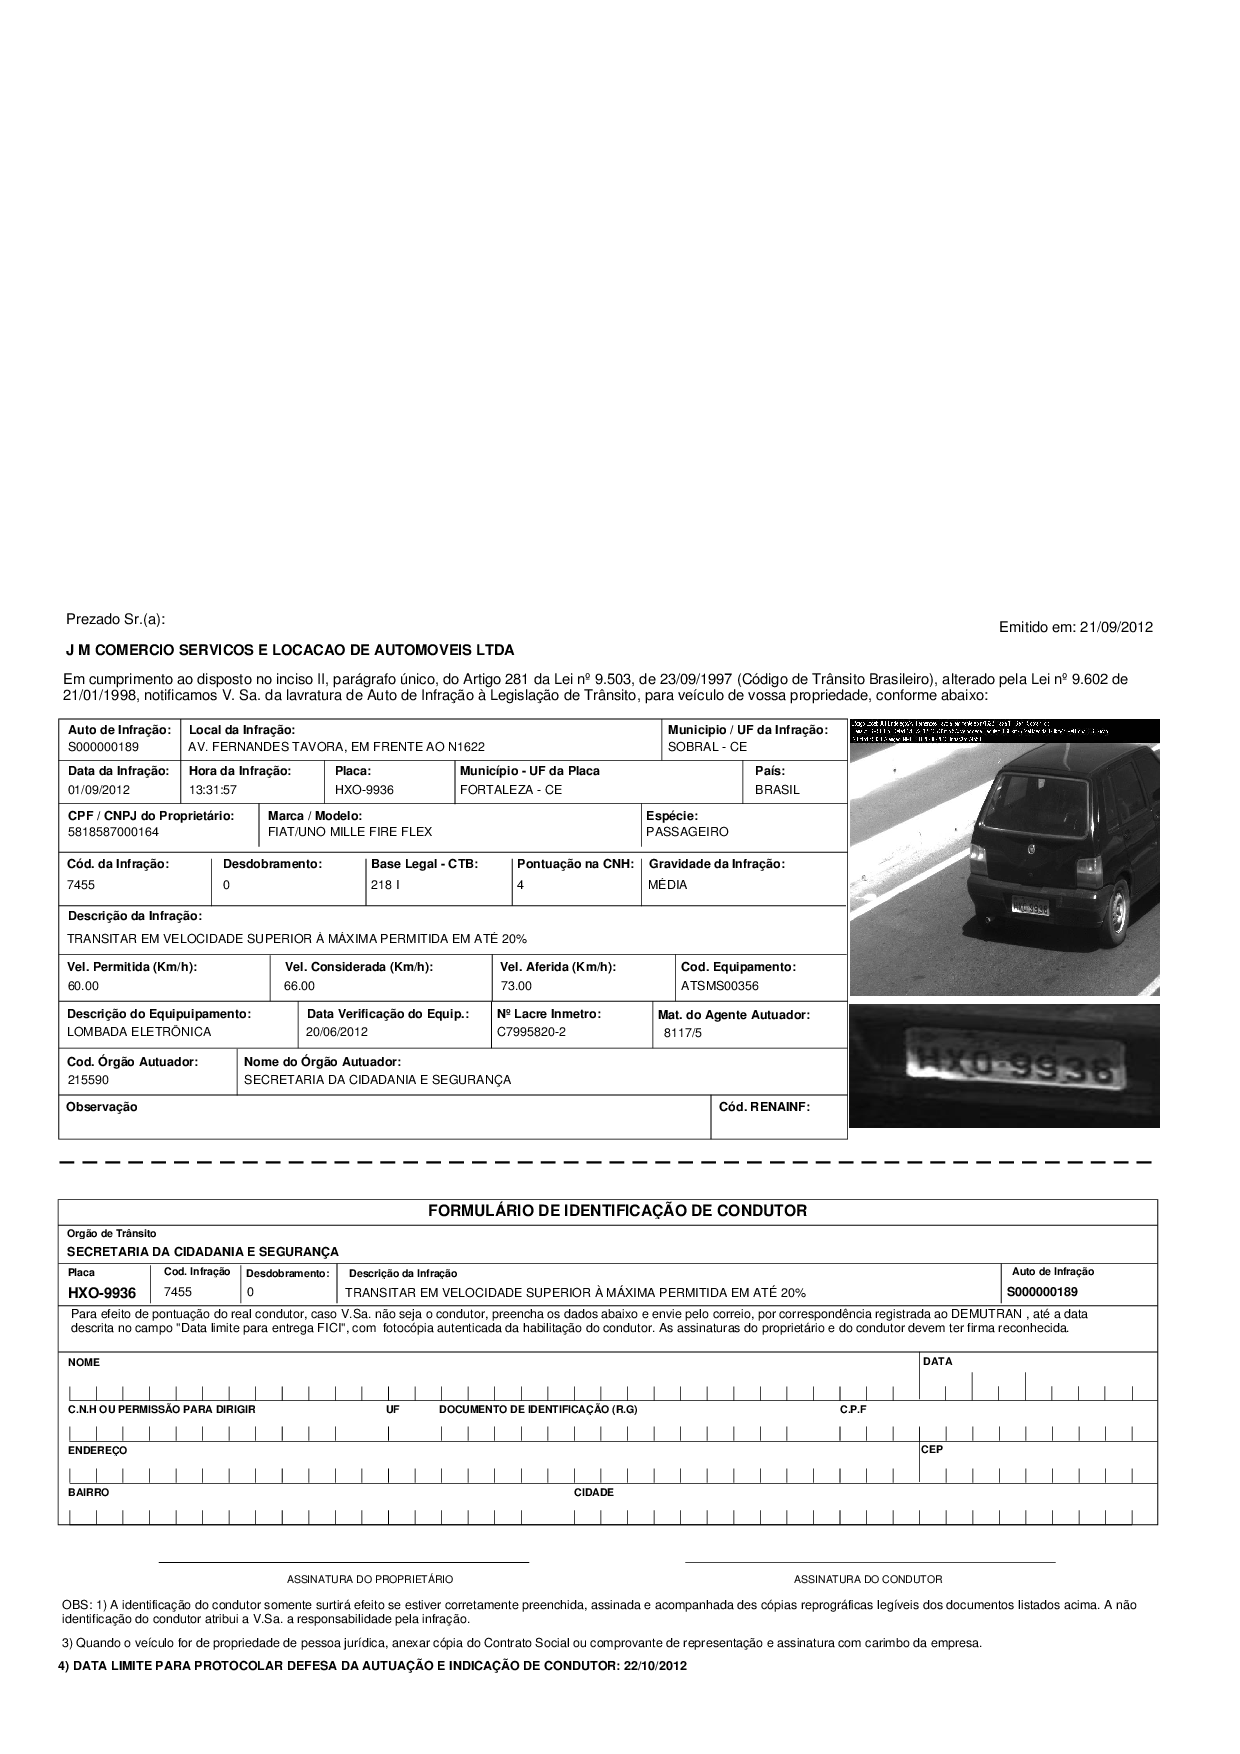 Prezado Sr.(a):
Emitido em: 21/09/2012
J M COMERCIO SERVICOS E LOCACAO DE AUTOMOVEIS LTDA
Em cumprimento ao disposto no inciso II, parágrafo único, do Artigo 281 da Lei nº 9.503, de 23/09/1997 (Código de Trânsito Brasileiro), alterado pela Lei nº 9.602 de
21/01/1998, notificamos V. Sa. da lavratura de Auto de Infração à Legislação de Trânsito, para veículo de vossa propriedade, conforme abaixo:
Auto de Infração: Local da Infração: Municipio / UF da Infração:
S000000189 AV. FERNANDES TAVORA, EM FRENTE AO N1622 SOBRAL - CE
Data da Infração: Hora da Infração: Placa: Município - UF da Placa País:
01/09/2012 13:31:57 HXO-9936 FORTALEZA - CE BRASIL
CPF / CNPJ do Proprietário: Marca / Modelo: Espécie:
5818587000164 FIAT/UNO MILLE FIRE FLEX PASSAGEIRO
Cód. da Infração: Desdobramento: Base Legal - CTB: Pontuação na CNH: Gravidade da Infração:
7455 0 218 I 4 MÉDIA
Descrição da Infração:
TRANSITAR EM VELOCIDADE SUPERIOR À MÁXIMA PERMITIDA EM ATÉ 20%
Vel. Permitida (Km/h): Vel. Considerada (Km/h): Vel. Aferida (Km/h): Cod. Equipamento:
60.00 66.00 73.00 ATSMS00356
Descrição do Equipuipamento: Data Verificação do Equip.: Nº Lacre Inmetro: Mat. do Agente Autuador:
LOMBADA ELETRÔNICA 20/06/2012 C7995820-2 8117/5
Cod. Órgão Autuador: Nome do Órgão Autuador:
215590 SECRETARIA DA CIDADANIA E SEGURANÇA
Observação Cód. RENAINF:
HXO-9936
FORMULÁRIO DE IDENTIFICAÇÃO DE CONDUTOR
Orgão de Trânsito
SECRETARIA DA CIDADANIA E SEGURANÇA
Placa Cod. Infração Desdobramento: Descrição da Infração Auto de Infração
HXO-9936 7455 0 TRANSITAR EM VELOCIDADE SUPERIOR À MÁXIMA PERMITIDA EM ATÉ 20% S000000189
Para efeito de pontuação do real condutor, caso V.Sa. não seja o condutor, preencha os dados abaixo e envie pelo correio, por correspondência registrada ao DEMUTRAN , até a data
descrita no campo "Data limite para entrega FICI", com fotocópia autenticada da habilitação do condutor. As assinaturas do proprietário e do condutor devem ter firma reconhecida.
NOME DATA
C.N.H OU PERMISSÃO PARA DIRIGIR UF DOCUMENTO DE IDENTIFICAÇÃO (R.G) C.P.F
ENDEREÇO CEP
BAIRRO CIDADE
ASSINATURA DO PROPRIETÁRIO ASSINATURA DO CONDUTOR
OBS: 1) A identificação do condutor somente surtirá efeito se estiver corretamente preenchida, assinada e acompanhada des cópias reprográficas legíveis dos documentos listados acima. A não
identificação do condutor atribui a V.Sa. a responsabilidade pela infração.
3) Quando o veículo for de propriedade de pessoa jurídica, anexar cópia do Contrato Social ou comprovante de representação e assinatura com carimbo da empresa.
4) DATA LIMITE PARA PROTOCOLAR DEFESA DA AUTUAÇÃO E INDICAÇÃO DE CONDUTOR: 22/10/2012